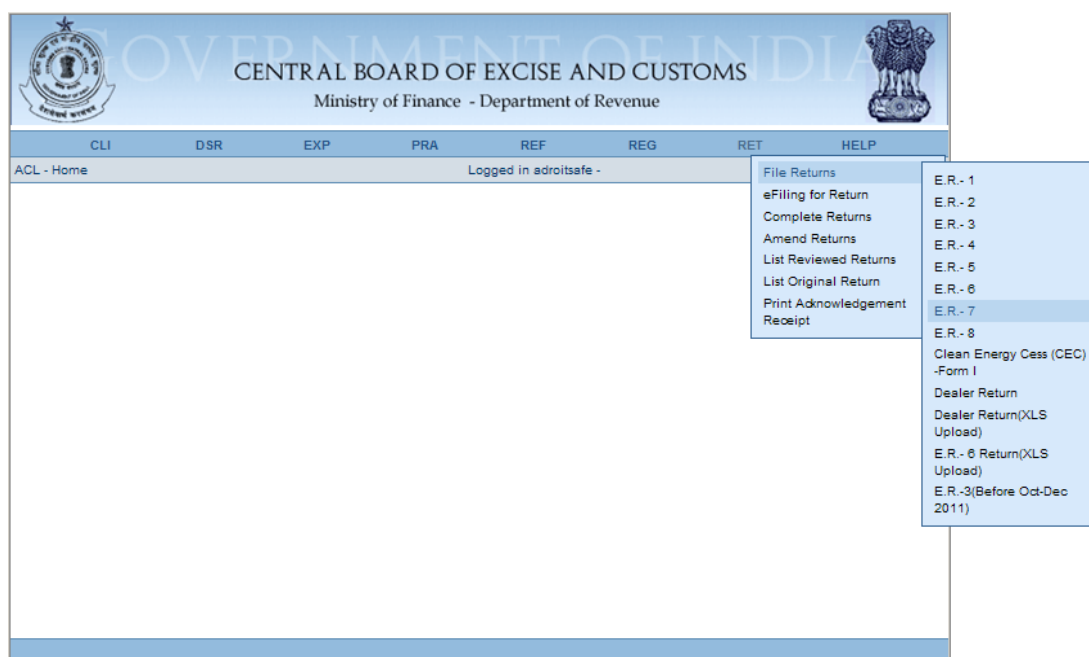 GOVERNMENT OF INDIA
CENTRAL BOARD OF EXCISE AND CUSTOMS
Ministry of Finance - Department of Revenue
CLI DSR EXP PRA REF REG RET HELP
ACL - Home Logged in adroitsafe -
File Returns
eFiling for Return
Complete Returns
Amend Returns
List Reviewed Returns
List Original Return
Print Acknowledgement
Receipt
E.R.- 1
E.R.- 2
E.R.- 3
E.R.- 4
E.R.- 5
E.R.- 6
E.R.- 7
E.R.- 8
Clean Energy Cess (CEC)
-Form I
Dealer Return
Dealer Return(XLS
Upload)
E.R.- 6 Return(XLS
Upload)
E.R.-3(Before Oct-Dec
2011)